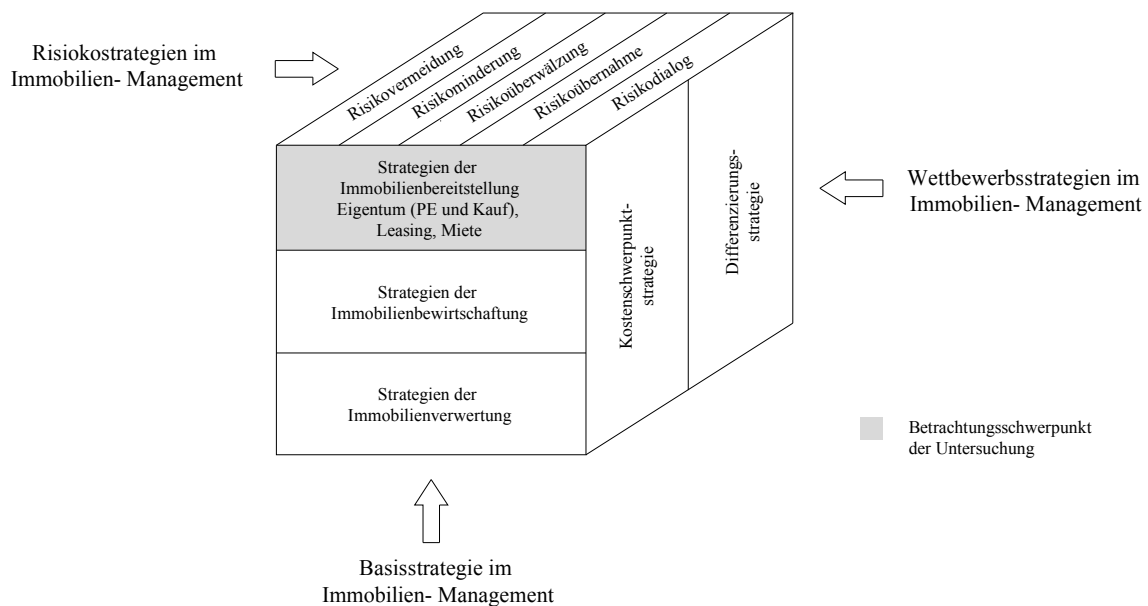 Risiokostrategien im
Immobilien- Management
Risikovermeidung
Risikominderung
Risikoüberwälzung
Risikoübernahme
Risikodialog
Strategien der
Immobilienbereitstellung
Eigentum (PE und Kauf),
Leasing, Miete
Strategien der
Immobilienbewirtschaftung
Strategien der
Immobilienverwertung
Kostenschwerpunkt-
strategie
Differenzierungs-
strategie
Wettbewerbsstrategien im
Immobilien- Management
Betrachtungsschwerpunkt
der Untersuchung
Basisstrategie im
Immobilien- Management